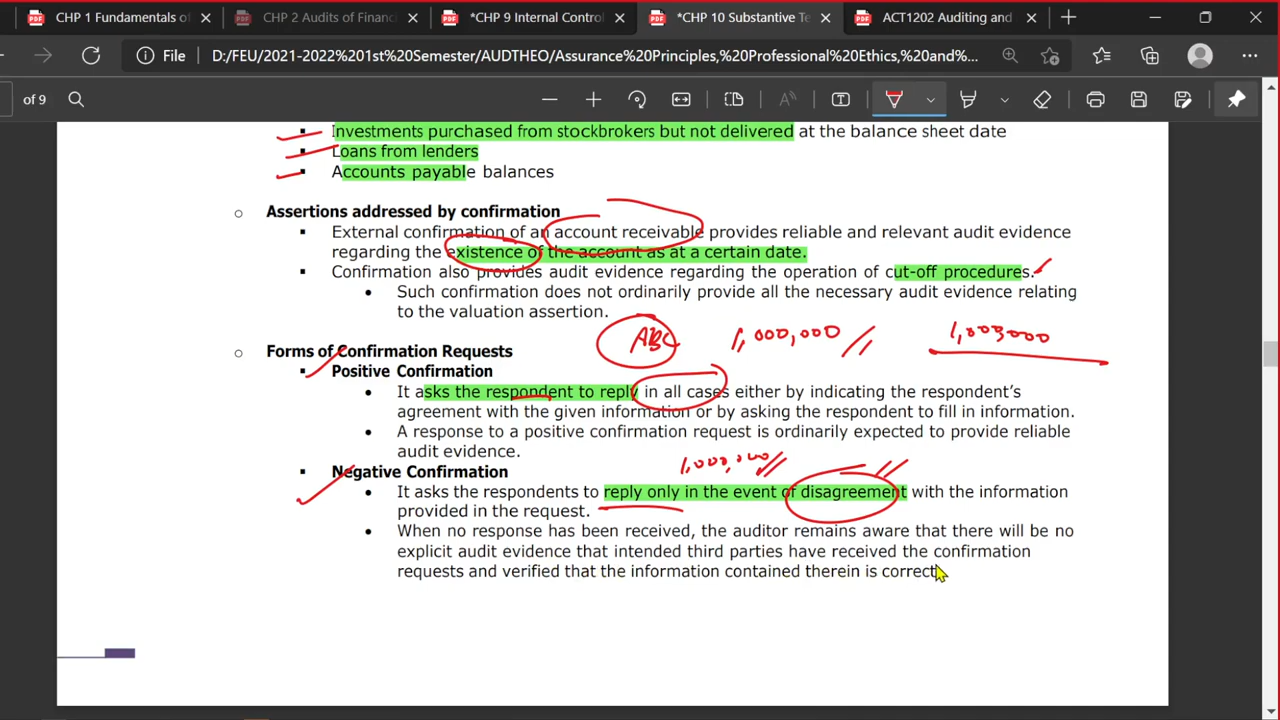 CHP 1 Fundamentals of
CHP 2 Audits of Financ
*CHP 9 Internal Control
*CHP 10 Substantive Te
ACT1202 Auditing and
File
D:/FEU/2021-2022%201st%20Semester/AUDTHEO/Assurance%20Principles,%20Professional%20Ethics,%20and%...
of 9
Investments purchased from stockbrokers but not delivered at the balance sheet date
Loans from lenders
Accounts payable balances
Assertions addressed by confirmation
External confirmation of an account receivable provides reliable and relevant audit evidence
regarding the existence of the account as at a certain date.
Confirmation also provides audit evidence regarding the operation of cut-off procedures.
Such confirmation does not ordinarily provide all the necessary audit evidence relating
to the valuation assertion.
ABC 1,000,000 1,003,000
Forms of Confirmation Requests
Positive Confirmation
It asks the respondent to reply in all cases either by indicating the respondent's
agreement with the given information or by asking the respondent to fill in information.
A response to a positive confirmation request is ordinarily expected to provide reliable
audit evidence.
1,000,000
Negative Confirmation
It asks the respondents to reply only in the event of disagreement with the information
provided in the request.
When no response has been received, the auditor remains aware that there will be no
explicit audit evidence that intended third parties have received the confirmation
requests and verified that the information contained therein is correct.